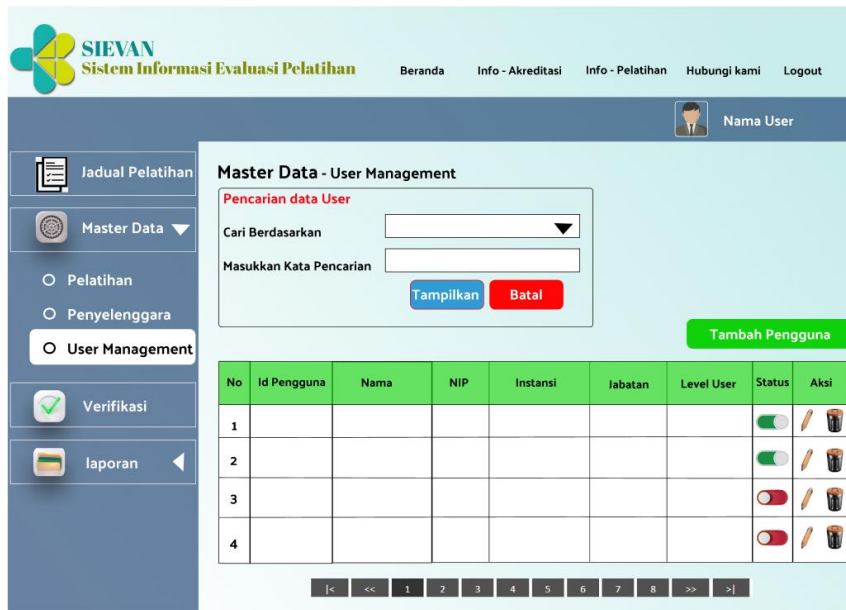 SIEVAN
Sistem Informasi Evaluasi Pelatihan
Beranda Info - Akreditasi Info - Pelatihan Hubungi kami Logout
Nama User
Jadual Pelatihan
Master Data
Pelatihan
Penyelenggara
User Management
Verifikasi
laporan
Master Data - User Management
Pencarian data User
Cari Berdasarkan
Masukkan Kata Pencarian
Tampilkan Batal
Tambah Pengguna
No Id Pengguna Nama NIP Instansi Jabatan Level User Status Aksi
1
2
3
4
|< << 1 2 3 4 5 6 7 8 >> >|